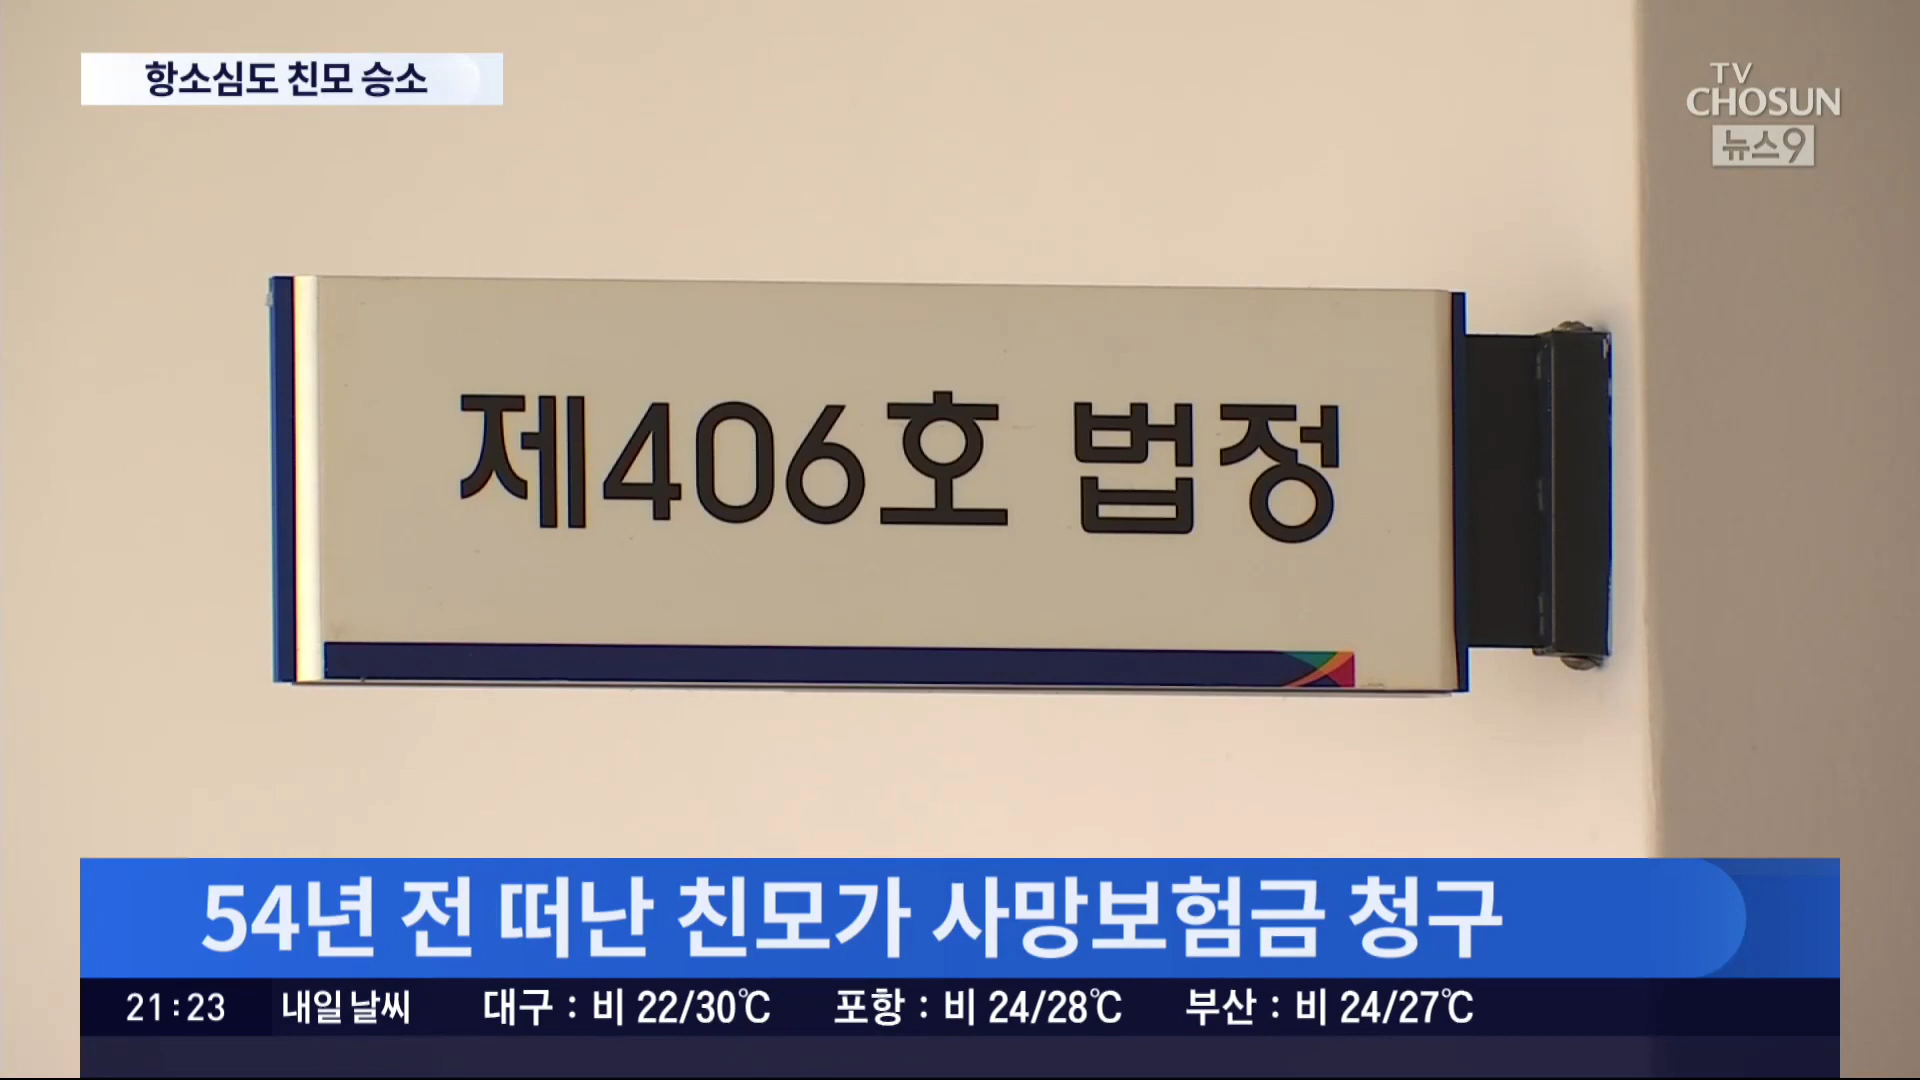 항소심도 친모 승소
TV
CHOSUN
뉴스9
제406호 법정
54년 전 떠난 친모가 사망보험금 청구
21:23 내일 날씨 대구 : 비 22/30℃ 포항 : 비 24/28℃ 부산 : 비 24/27℃